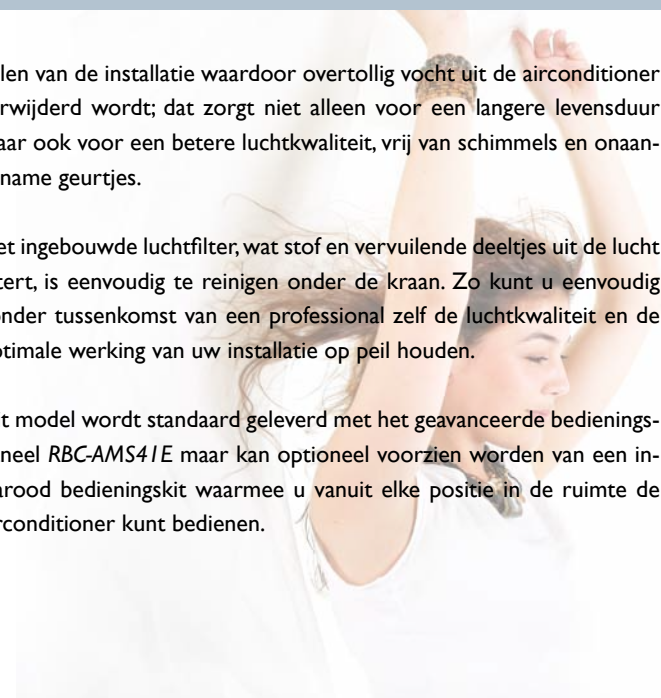 len van de installatie waardoor overtollig vocht uit de airconditioner
rwijderd wordt; dat zorgt niet alleen voor een langere levensduur
aar ook voor een betere luchtkwaliteit, vrij van schimmels en onaan-
name geurtjes.
et ingebouwde luchtfilter, wat stof en vervuilende deeltjes uit de lucht
tert, is eenvoudig te reinigen onder de kraan. Zo kunt u eenvoudig
onder tussenkomst van een professional zelf de luchtkwaliteit en de
ptimale werking van uw installatie op peil houden.
t model wordt standaard geleverd met het geavanceerde bedienings-
neel RBC-AMS41E maar kan optioneel voorzien worden van een in-
arood bedieningskit waarmee u vanuit elke positie in de ruimte de
rconditioner kunt bedienen.